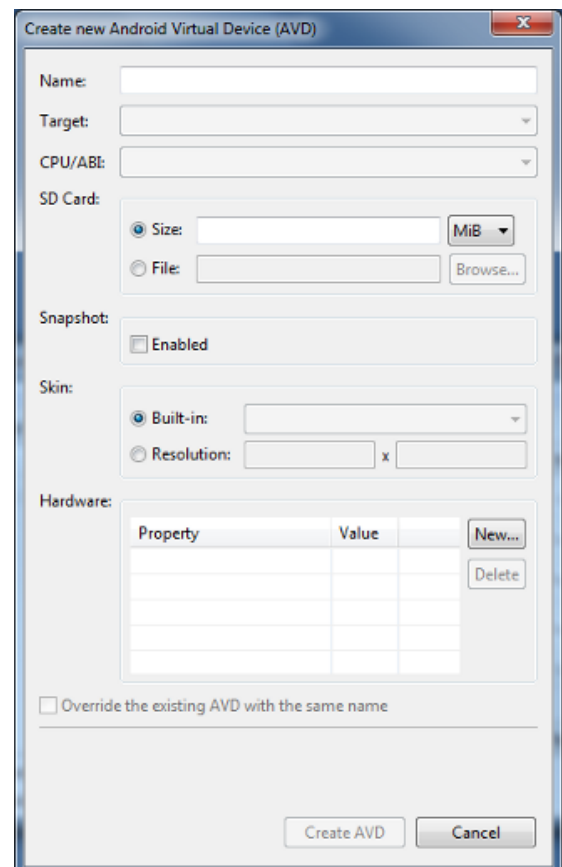 Create new Android Virtual Device (AVD)
Name:
Target:
CPU/ABI:
SD Card:
Size: MiB
File: Browse...
Snapshot:
Enabled
Skin:
Built-in:
Resolution: x
Hardware:
Property Value New...
Delete
Override the existing AVD with the same name
Create AVD Cancel